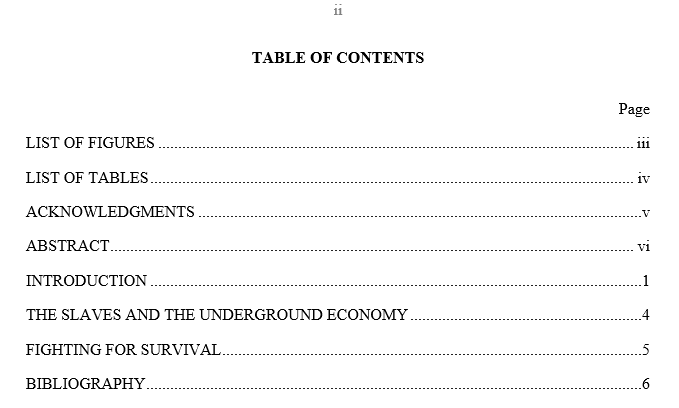 ii
TABLE OF CONTENTS
Page
LIST OF FIGURES ........................................................................................................................ iii
LIST OF TABLES........................................................................................................................ iv
ACKNOWLEDGMENTS ........................................................................................................................v
ABSTRACT........................................................................................................................ vi
INTRODUCTION ........................................................................................................................1
THE SLAVES AND THE UNDERGROUND ECONOMY ............................................................4
FIGHTING FOR SURVIVAL............................................................................................................5
BIBLIOGRAPHY........................................................................................................................6